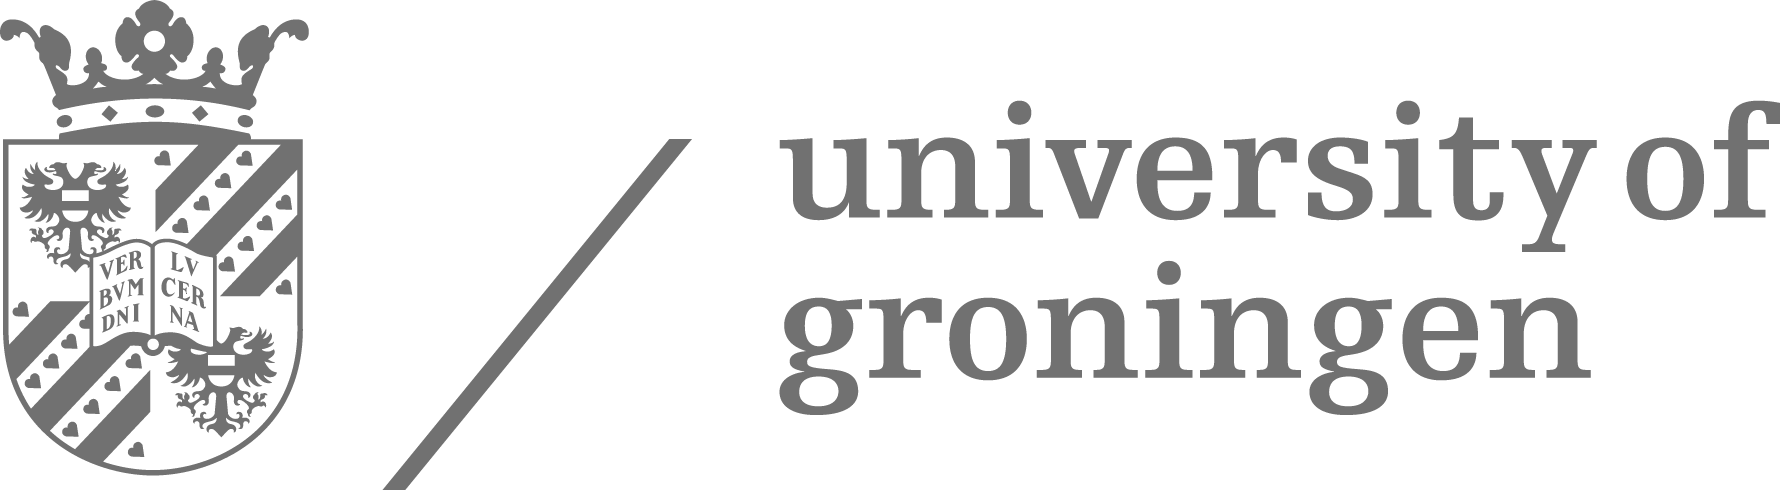 VER
BVM
DNI
LV
CER
NA
university of
groningen